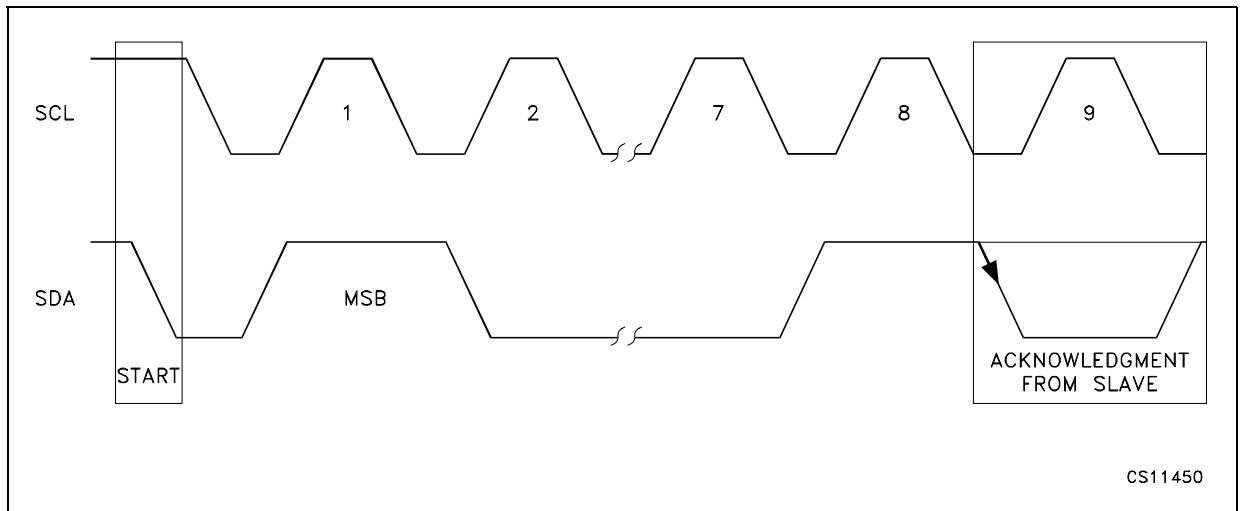 SCL
1
2
7
8
9
SDA
MSB
START
ACKNOWLEDGMENT
FROM SLAVE
CS11450